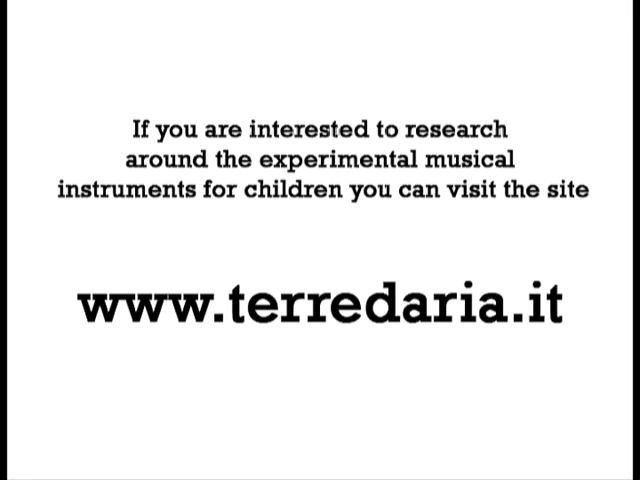 If you are interested to research
around the experimental musical
instruments for children you can visit the site
www.terredaria.it